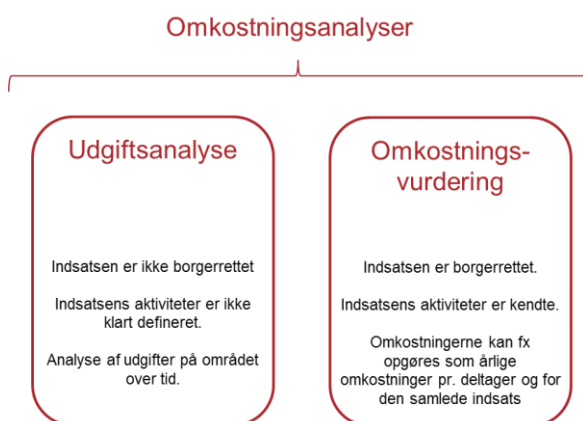 Omkostningsanalyser
Udgiftsanalyse
Indsatsen er ikke borgerrettet
Indsatsens aktiviteter er ikke
klart defineret.
Analyse af udgifter på området
over tid.
Omkostnings-
vurdering
Indsatsen er borgerrettet.
Indsatsens aktiviteter er kendte.
Omkostningerne kan fx
opgøres som årlige
omkostninger pr. deltager og for
den samlede indsats